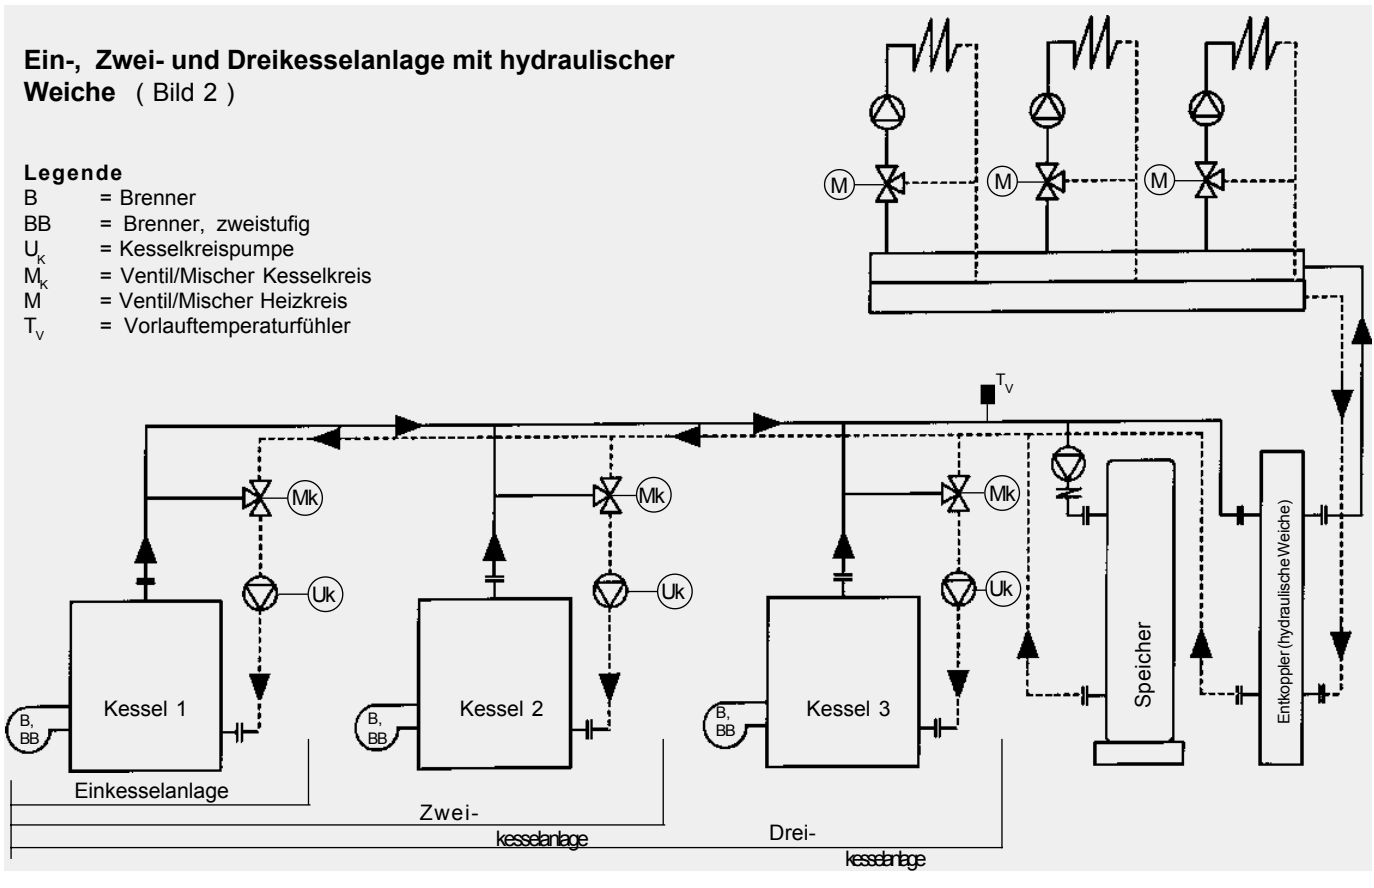 Ein-, Zwei- und Dreikesselanlage mit hydraulischer
Weiche ( Bild 2 )
Legende
B = Brenner
BB = Brenner, zweistufig
UK = Kesselkreispumpe
MK = Ventil/Mischer Kesselkreis
M = Ventil/Mischer Heizkreis
TV = Vorlauftemperaturfühler
M
M
M
TV
Mk
Mk
Mk
Uk
Uk
Uk
Kessel 1
Kessel 2
Kessel 3
B,
BB
B,
BB
B,
BB
Speicher
Entkoppler (hydraulische Weiche)
Einkesselanlage
Zwei-
kesselanlage
Drei-
kesselanlage